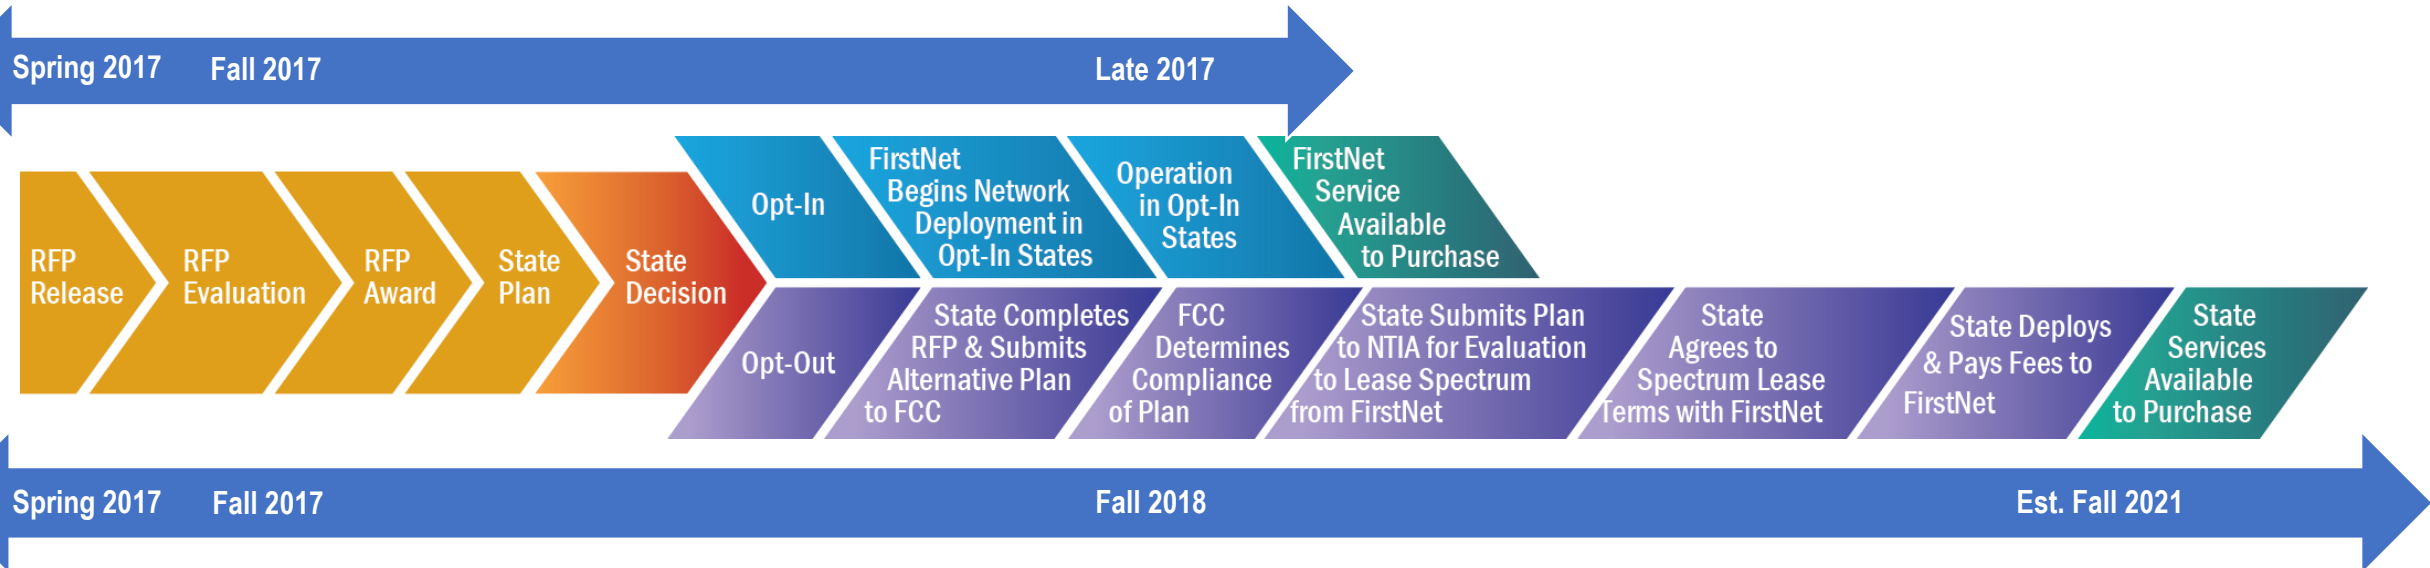 Spring 2017 Fall 2017 Late 2017
RFP
Release
RFP
Evaluation
RFP
Award
State
Plan
State
Decision
Opt-In
FirstNet
Begins Network
Deployment in
Opt-In States
Operation
in Opt-In
States
FirstNet
Service
Available
to Purchase
Opt-Out
State Completes
RFP & Submits
Alternative Plan
to FCC
FCC
Determines
Compliance
of Plan
State Submits Plan
to NTIA for Evaluation
to Lease Spectrum
from FirstNet
State
Agrees to
Spectrum Lease
Terms with FirstNet
State Deploys
& Pays Fees to
FirstNet
State
Services
Available
to Purchase
Spring 2017 Fall 2017 Fall 2018 Est. Fall 2021